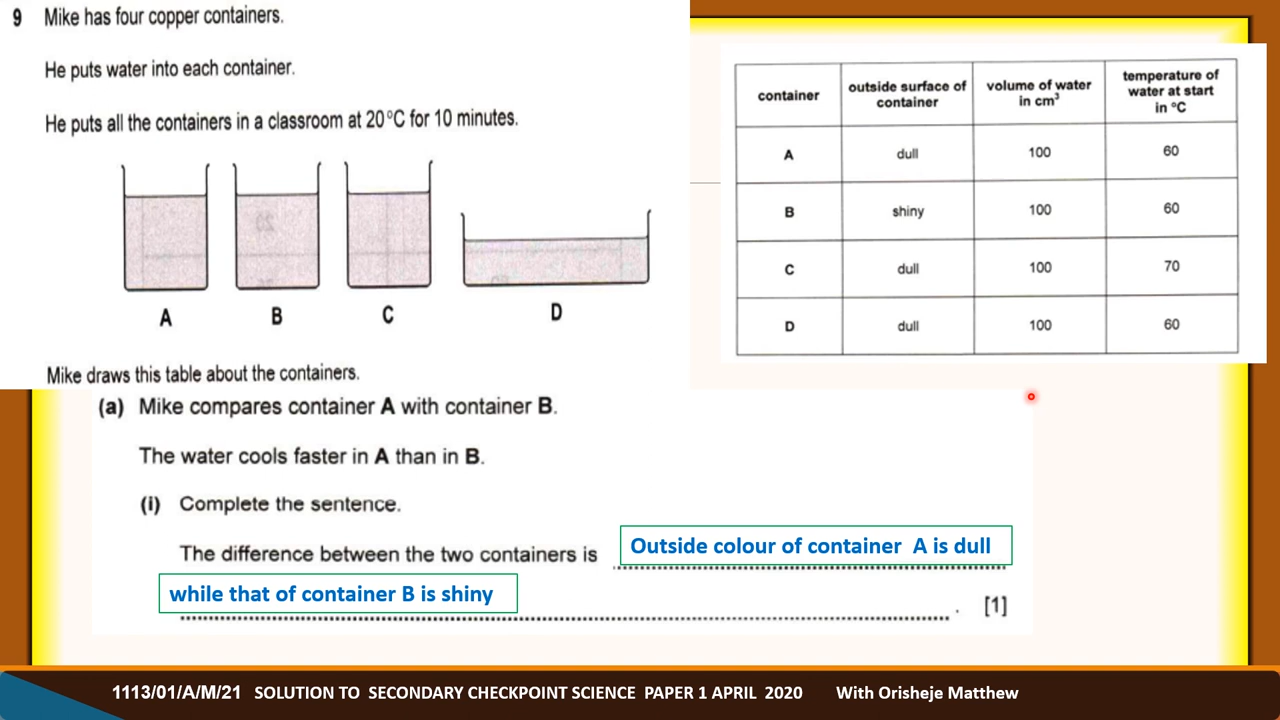 9 Mike has four copper containers.
He puts water into each container.
He puts all the containers in a classroom at 20°C for 10 minutes.
A B C D
Mike draws this table about the containers.
container outside surface of container volume of water in cm³ temperature of water at start in °C
A dull 100 60
B shiny 100 60
C dull 100 70
D dull 100 60
(a) Mike compares container A with container B.
The water cools faster in A than in B.
(i) Complete the sentence.
The difference between the two containers is Outside colour of container A is dull
while that of container B is shiny . [1]
1113/01/A/M/21 SOLUTION TO SECONDARY CHECKPOINT SCIENCE PAPER 1 APRIL 2020 With Orisheje Matthew